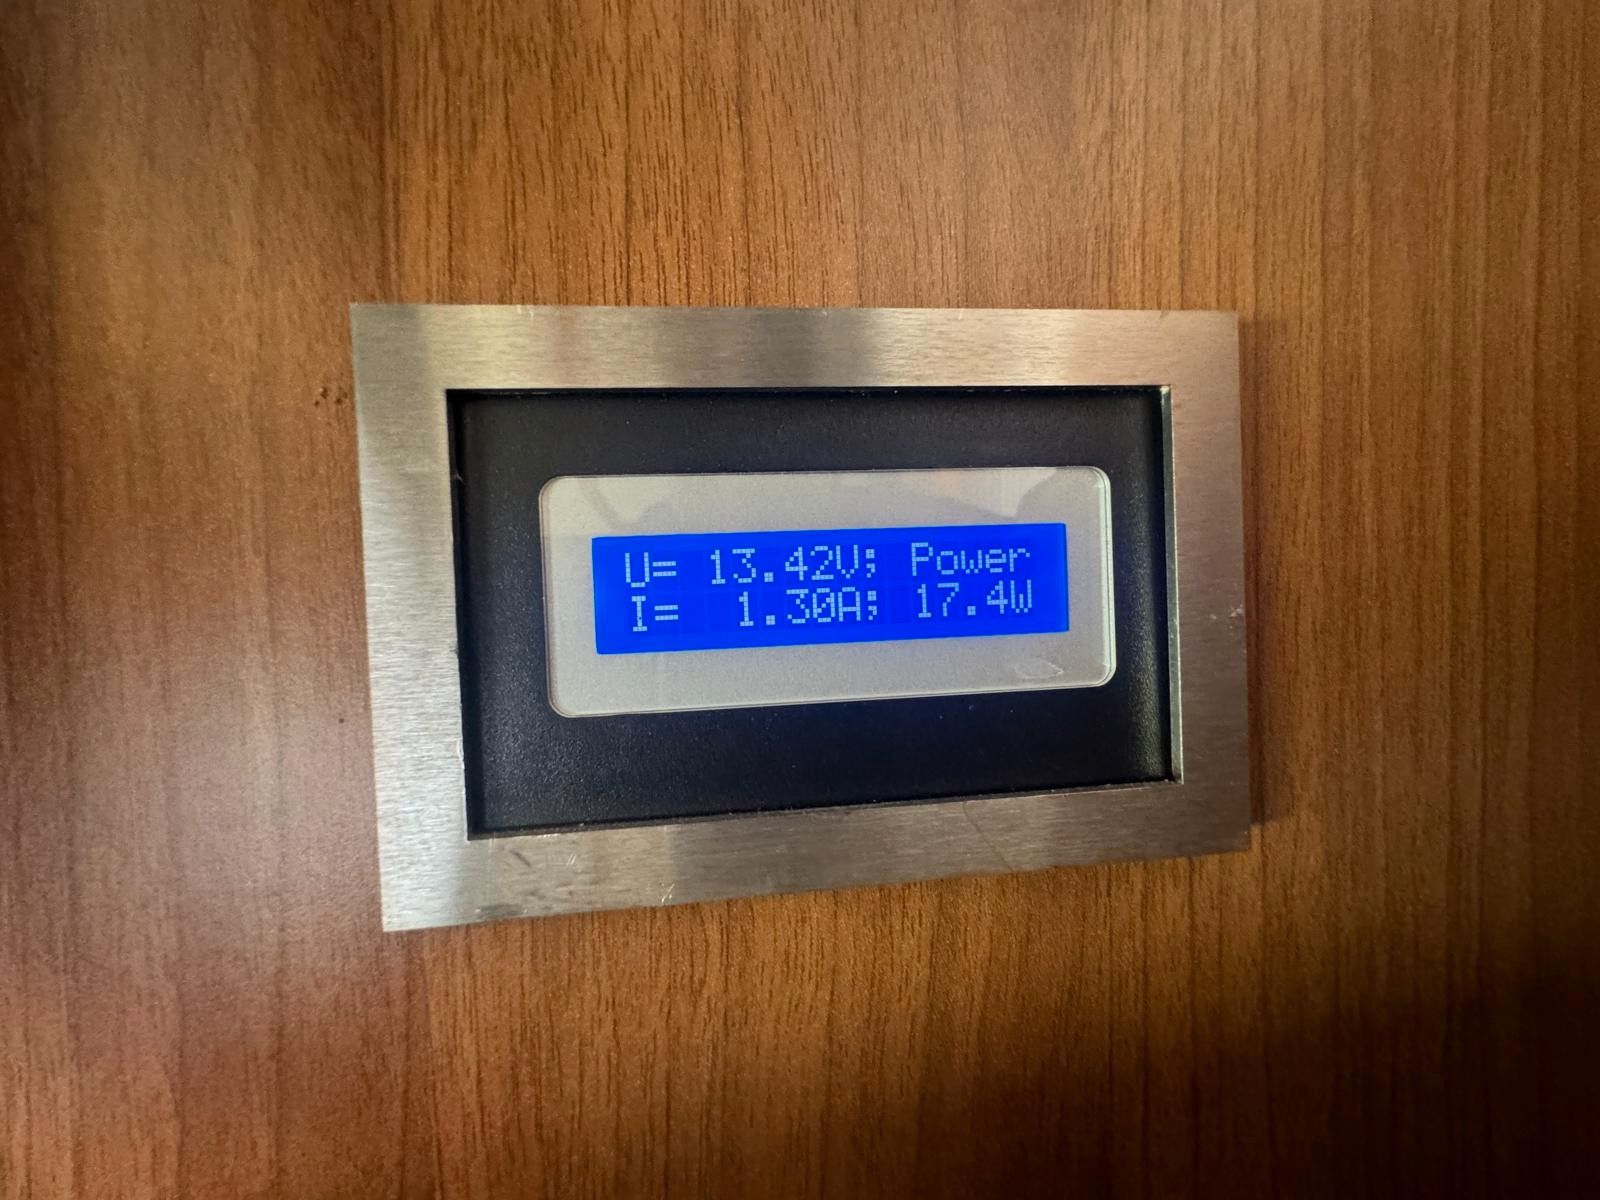 U= 13.42V; Power
I= 1.30A; 17.4W